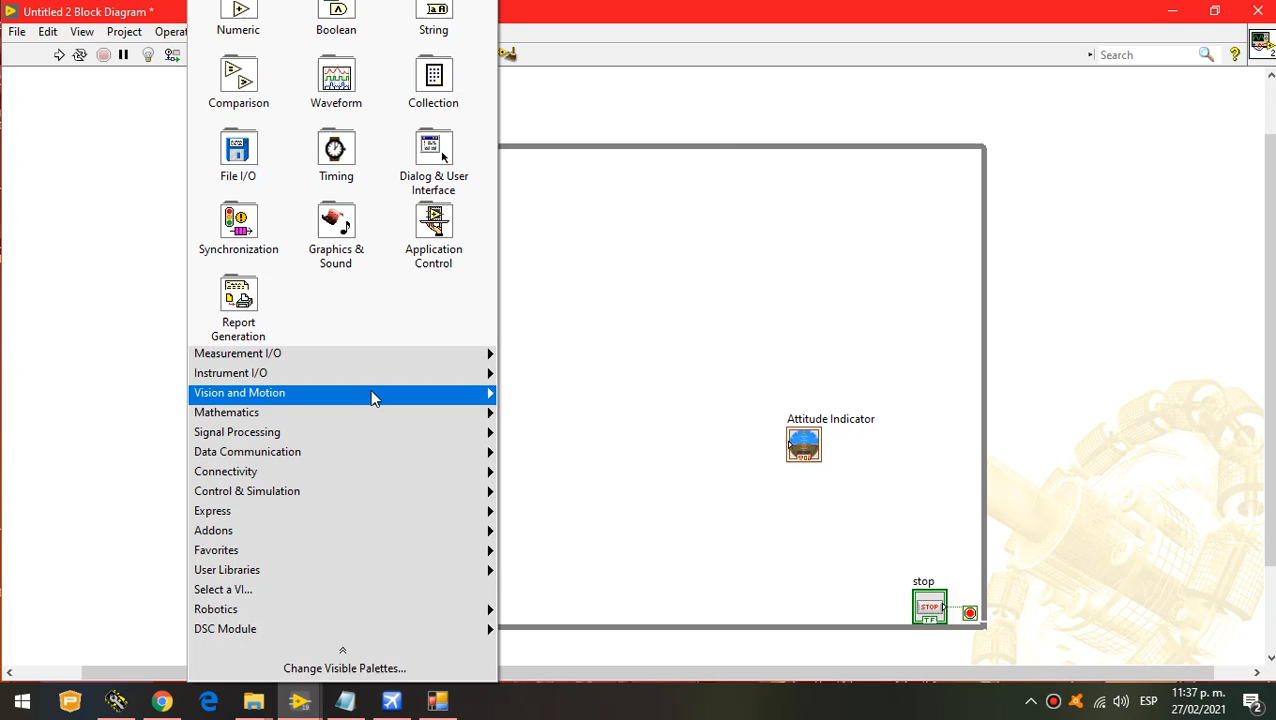 Untitled 2 Block Diagram *
File Edit View Project Opera
Search
Numeric Boolean String
Comparison Waveform Collection
File I/O Timing Dialog & User
Interface
Synchronization Graphics & Application
Sound Control
Report
Generation
Measurement I/O
Instrument I/O
Vision and Motion
Mathematics
Signal Processing
Data Communication
Connectivity
Control & Simulation
Express
Addons
Favorites
User Libraries
Select a VI...
Robotics
DSC Module
Change Visible Palettes...
Attitude Indicator
stop
STOP
TF
ESP
11:37 p. m.
27/02/2021
2